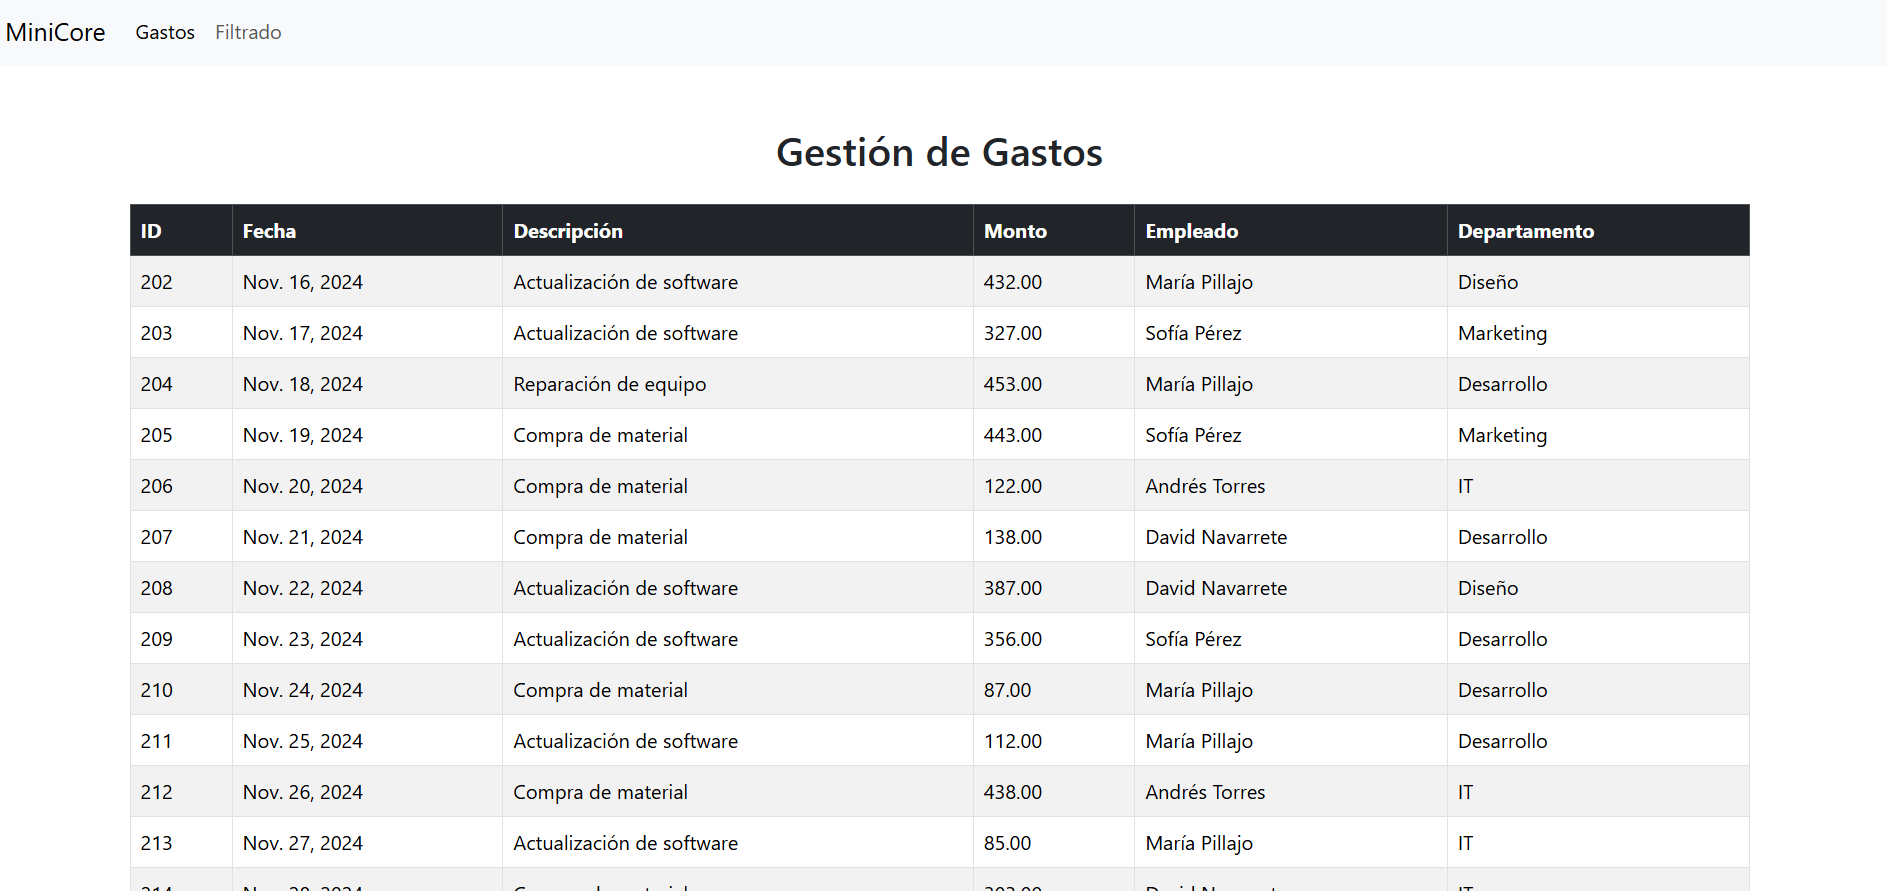 MiniCore Gastos Filtrado
Gestión de Gastos
ID Fecha Descripción Monto Empleado Departamento
202 Nov. 16, 2024 Actualización de software 432.00 María Pillajo Diseño
203 Nov. 17, 2024 Actualización de software 327.00 Sofía Pérez Marketing
204 Nov. 18, 2024 Reparación de equipo 453.00 María Pillajo Desarrollo
205 Nov. 19, 2024 Compra de material 443.00 Sofía Pérez Marketing
206 Nov. 20, 2024 Compra de material 122.00 Andrés Torres IT
207 Nov. 21, 2024 Compra de material 138.00 David Navarrete Desarrollo
208 Nov. 22, 2024 Actualización de software 387.00 David Navarrete Diseño
209 Nov. 23, 2024 Actualización de software 356.00 Sofía Pérez Desarrollo
210 Nov. 24, 2024 Compra de material 87.00 María Pillajo Desarrollo
211 Nov. 25, 2024 Actualización de software 112.00 María Pillajo Desarrollo
212 Nov. 26, 2024 Compra de material 438.00 Andrés Torres IT
213 Nov. 27, 2024 Actualización de software 85.00 María Pillajo IT